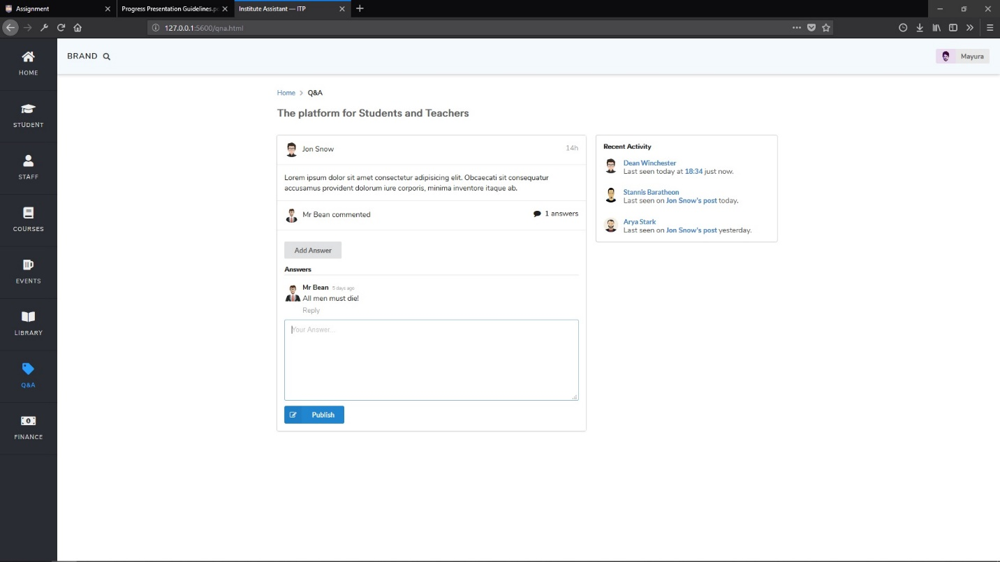 Assignment
Progress Presentation Guidelines.p
Institute Assistant — ITP
127.0.0.1:5600/qna.html
HOME
STUDENT
STAFF
COURSES
EVENTS
LIBRARY
Q&A
FINANCE
BRAND
Mayura
Home > Q&A
The platform for Students and Teachers
Jon Snow 14h
Lorem ipsum dolor sit amet consectetur adipisicing elit. Obcaecati sit consequatur
accusamus provident dolorum iure corporis, minima inventore itaque ab.
Mr Bean commented 1 answers
Add Answer
Answers
Mr Bean 5 days ago
All men must die!
Reply
Your Answer...
Publish
Recent Activity
Dean Winchester
Last seen today at 18:34 just now.
Stannis Baratheon
Last seen on Jon Snow's post today.
Arya Stark
Last seen on Jon Snow's post yesterday.